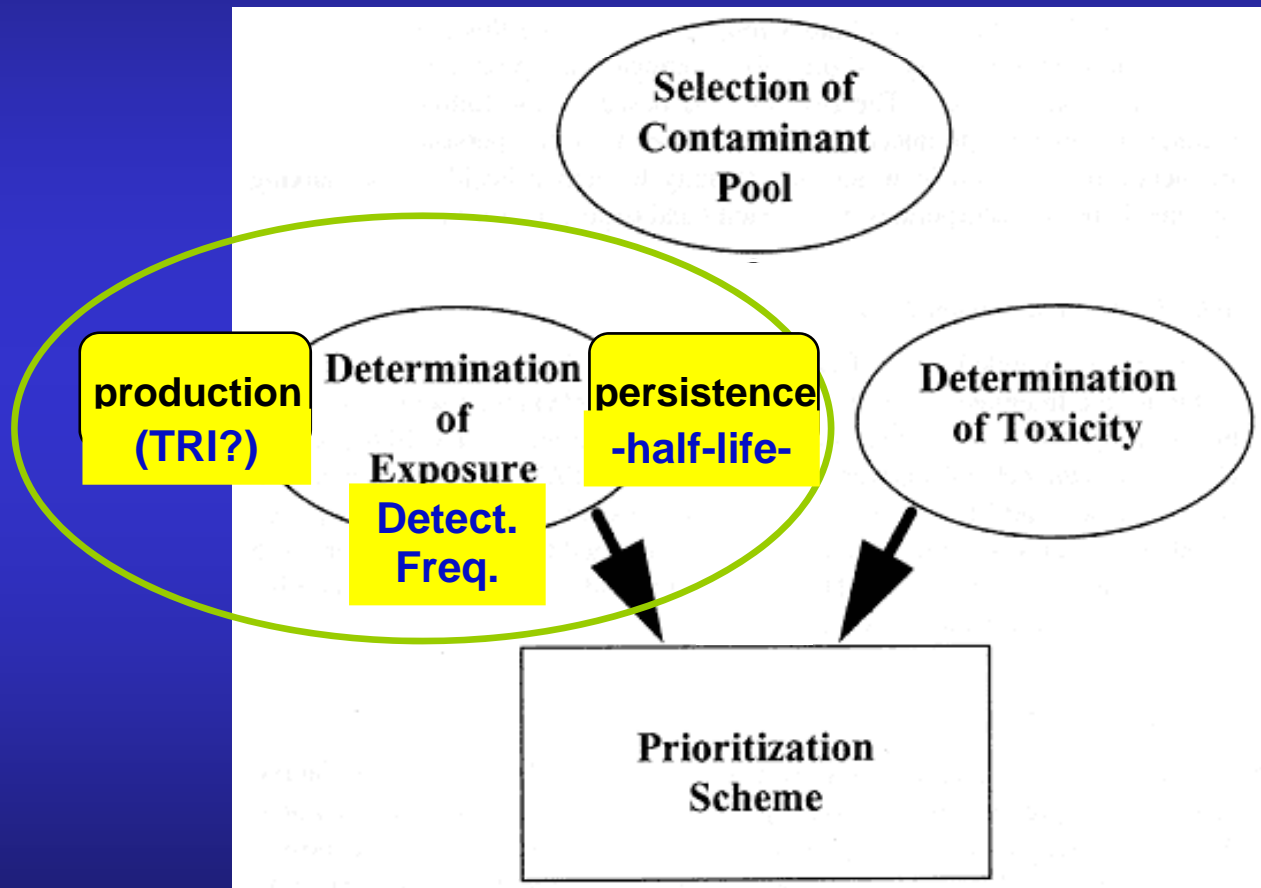 Selection of
Contaminant
Pool
production
(TRI?)
Determination
of
Exposure
Detect.
Freq.
persistence
-half-life-
Determination
of Toxicity
Prioritization
Scheme